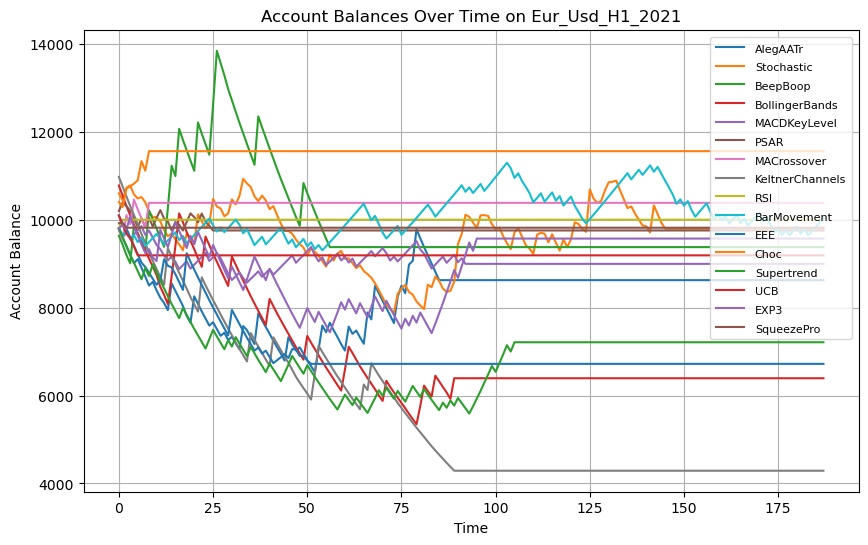 Account Balances Over Time on Eur_Usd_H1_2021
14000
12000
10000
8000
6000
4000
Account Balance
0
25
50
75
100
125
150
175
Time
AlegAATr
Stochastic
BeepBoop
BollingerBands
MACDKeyLevel
PSAR
MACrossover
KeltnerChannels
RSI
BarMovement
EEE
Choc
Supertrend
UCB
EXP3
SqueezePro